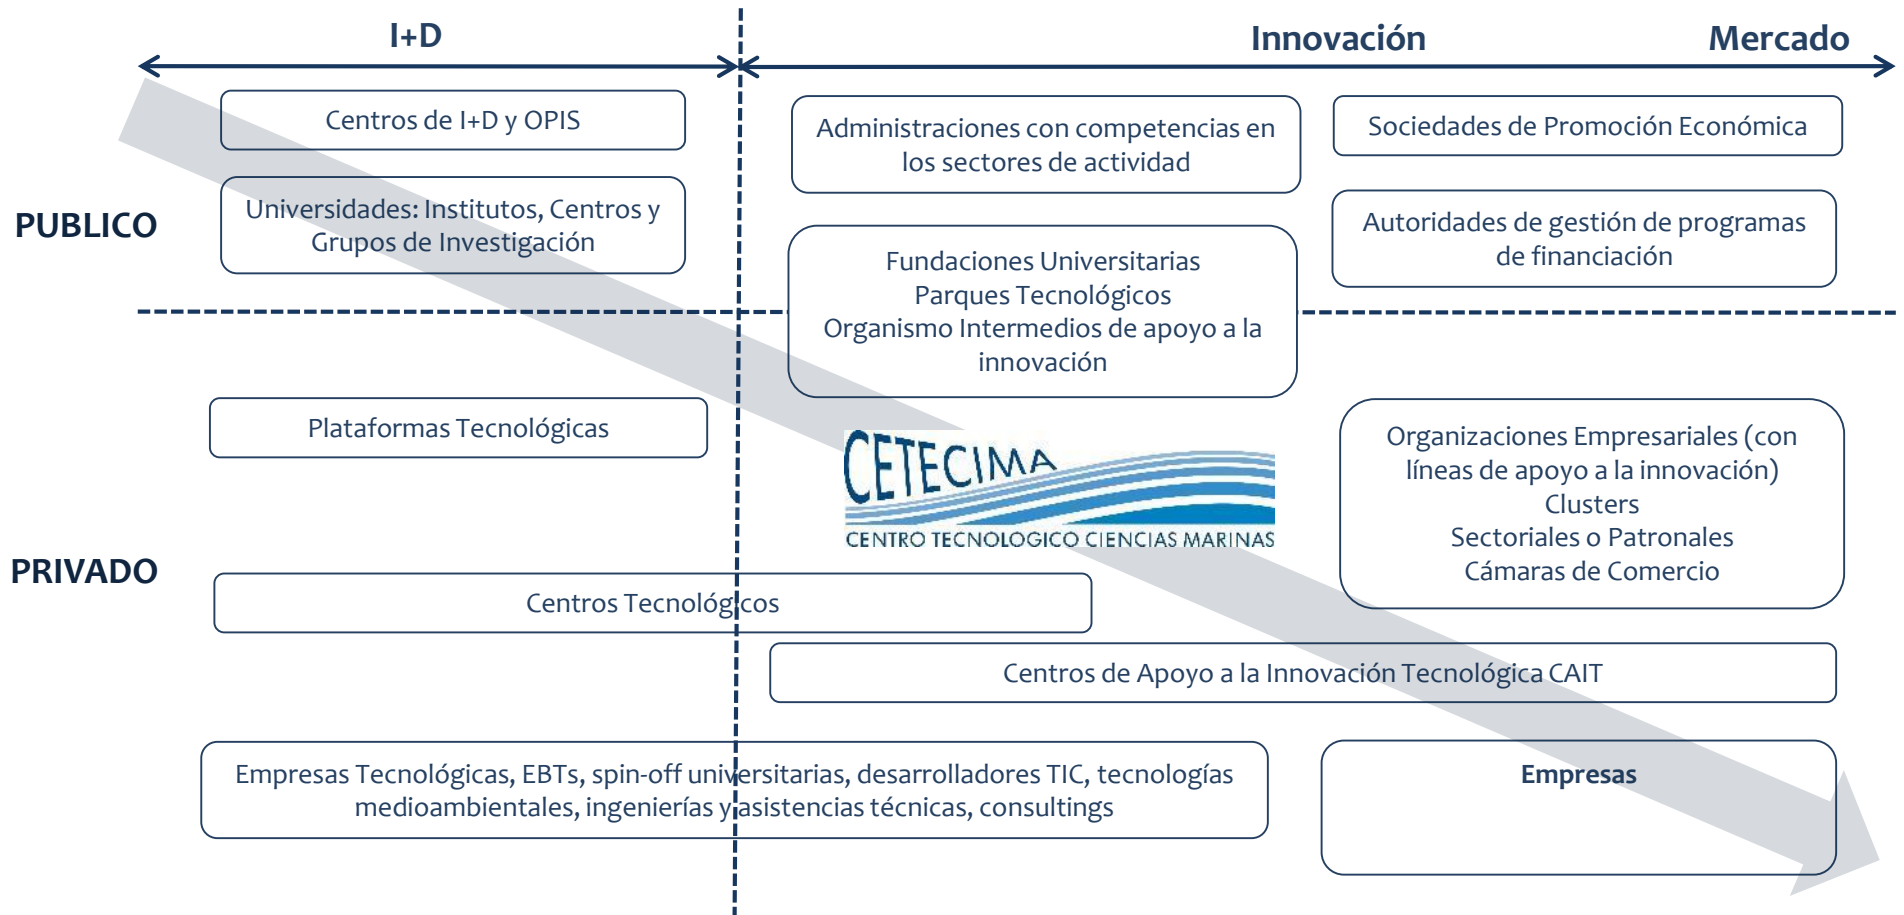 I+D
Innovación
Mercado
Centros de I+D y OPIS
Administraciones con competencias en
los sectores de actividad
Sociedades de Promoción Económica
PUBLICO
Universidades: Institutos, Centros y
Grupos de Investigación
Autoridades de gestión de programas
de financiación
Fundaciones Universitarias
Parques Tecnológicos
Organismo Intermedios de apoyo a la
innovación
Plataformas Tecnológicas
CETECIMA
CENTRO TECNOLOGICO CIENCIAS MARINAS
Organizaciones Empresariales (con
líneas de apoyo a la innovación)
Clusters
Sectoriales o Patronales
Cámaras de Comercio
PRIVADO
Centros Tecnológicos
Centros de Apoyo a la Innovación Tecnológica CAIT
Empresas Tecnológicas, EBTs, spin-off universitarias, desarrolladores TIC, tecnologías
medioambientales, ingenierías y asistencias técnicas, consultings
Empresas